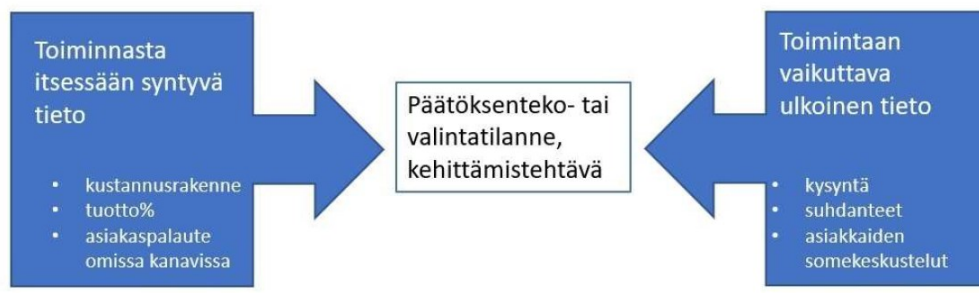 Toiminnasta
itsessään syntyvä
tieto
• kustannusrakenne
• tuotto%
• asiakaspalaute
omissa kanavissa
Päätöksenteko- tai
valintatilanne,
kehittämistehtävä
Toimintaan
vaikuttava
ulkoinen tieto
• kysyntä
• suhdanteet
• asiakkaiden
somekeskustelut